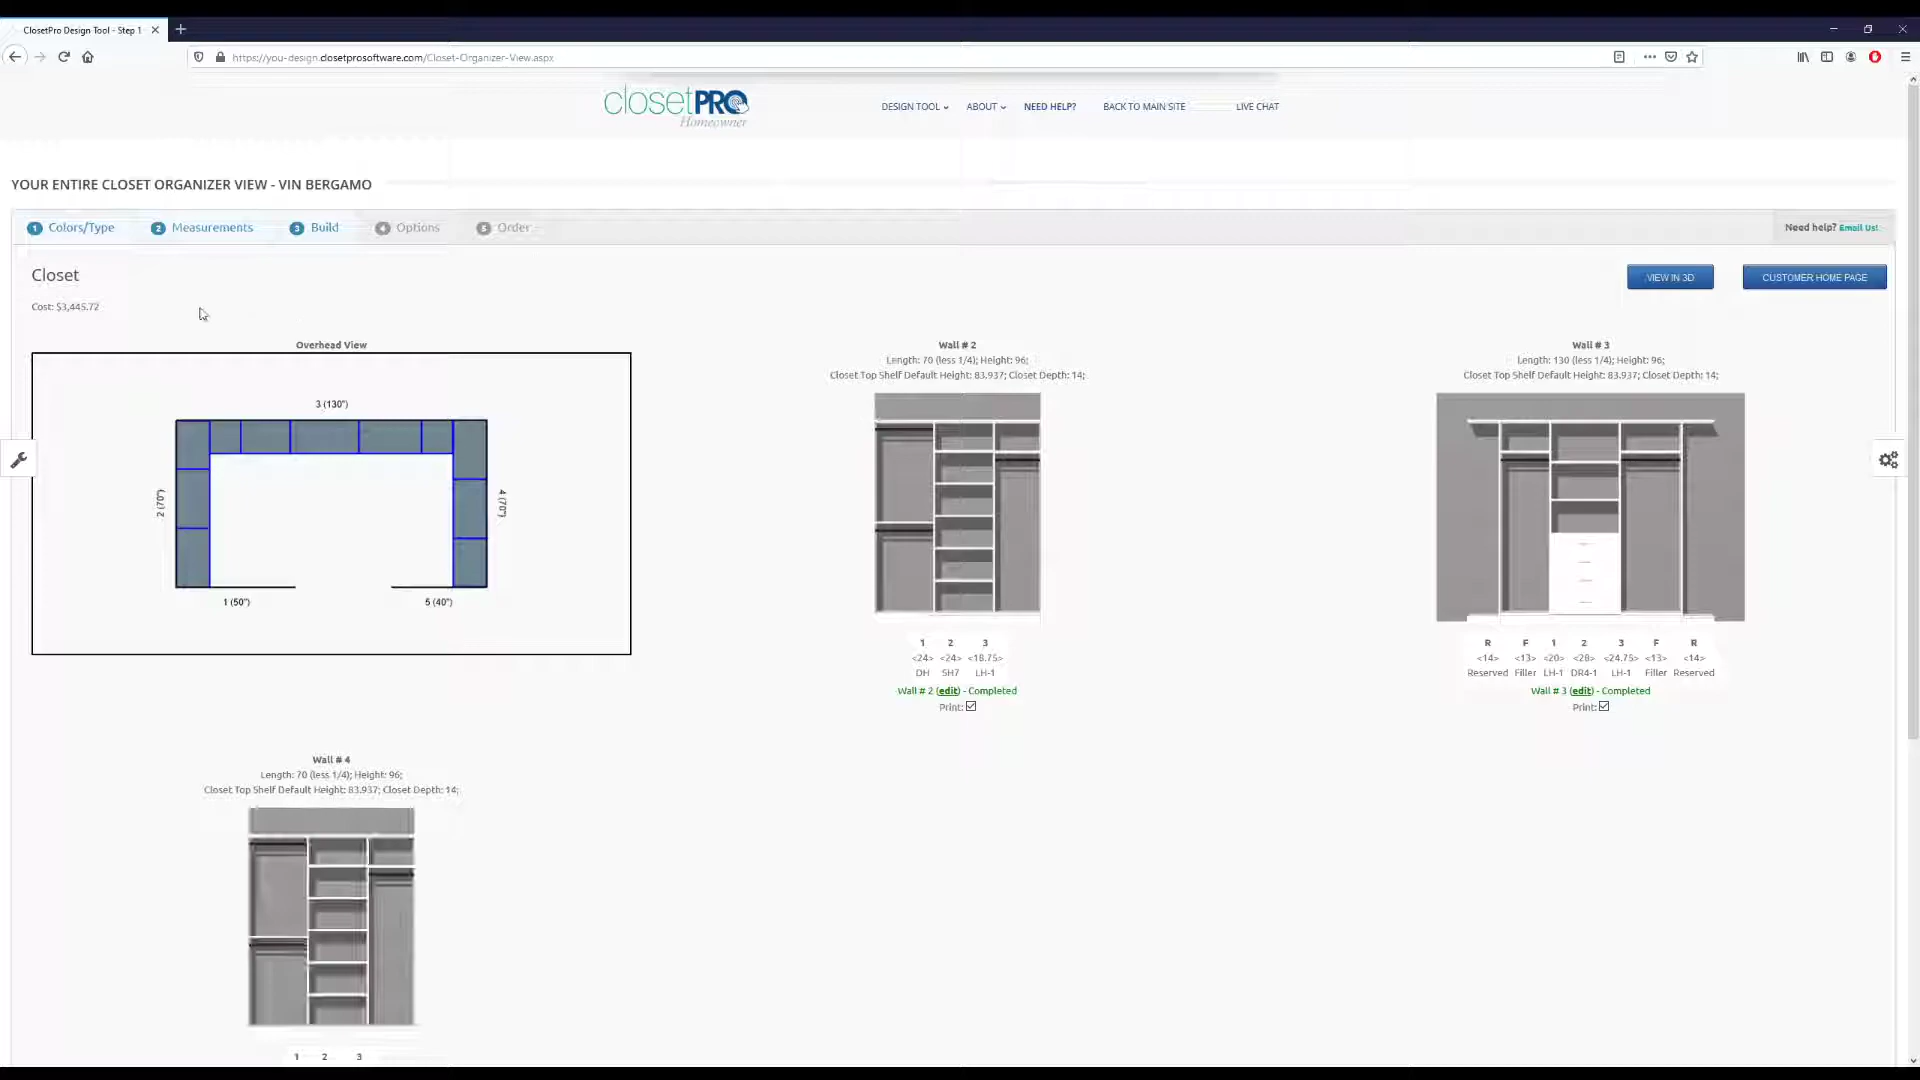 ClosetPro Design Tool - Step 1
https://you-design.closetprosoftware.com/Closet-Organizer-View.aspx
closetPRO
Homeowner
DESIGN TOOL
ABOUT
NEED HELP?
BACK TO MAIN SITE
LIVE CHAT
YOUR ENTIRE CLOSET ORGANIZER VIEW - VIN BERGAMO
1 Colors/Type
2 Measurements
3 Build
4 Options
5 Order
Need help? Email Us!
Closet
VIEW IN 3D
CUSTOMER HOME PAGE
Cost: $3,445.72
Overhead View
3 (130")
2 (70")
4 (70")
1 (50")
5 (40")
Wall # 2
Length: 70 (less 1/4); Height: 96;
Closet Top Shelf Default Height: 83.937; Closet Depth: 14;
1 2 3
<24> <24> <18.75>
DH SH7 LH-1
Wall # 2 (edit) - Completed
Print:
Wall # 3
Length: 130 (less 1/4); Height: 96;
Closet Top Shelf Default Height: 83.937; Closet Depth: 14;
R F 1 2 3 F R
<14> <13> <20> <28> <24.75> <13> <14>
Reserved Filler LH-1 DR4-1 LH-1 Filler Reserved
Wall # 3 (edit) - Completed
Print:
Wall # 4
Length: 70 (less 1/4); Height: 96;
Closet Top Shelf Default Height: 83.937; Closet Depth: 14;
1 2 3